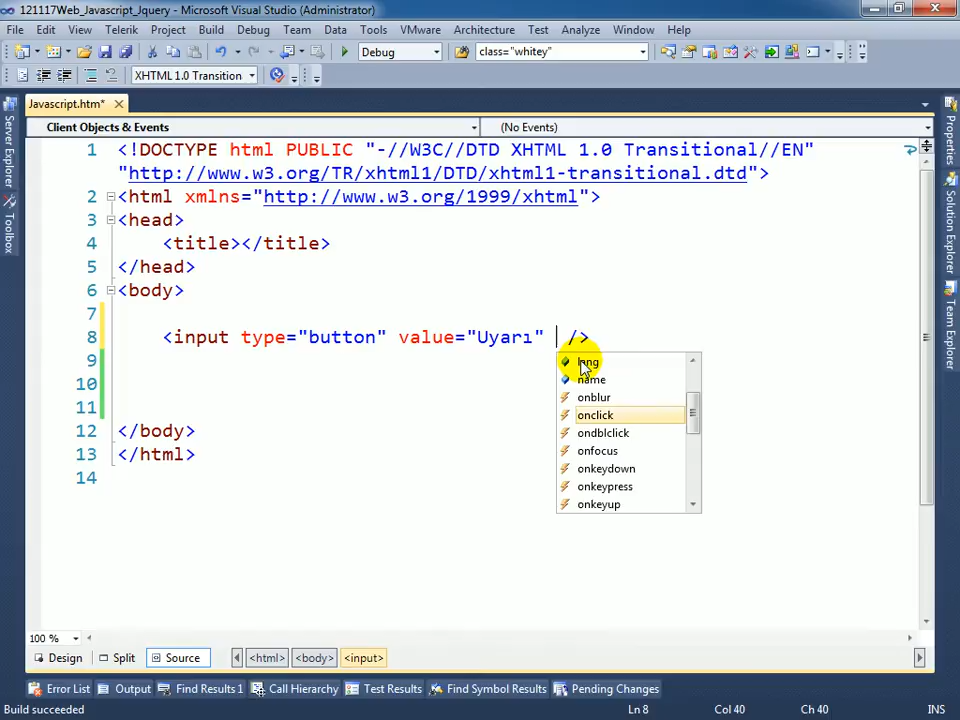 121117Web_Javascript_Jquery - Microsoft Visual Studio (Administrator)
File Edit View Telerik Project Build Debug Team Data Tools VMware Architecture Test Analyze Window Help
Debug class="whitey"
XHTML 1.0 Transition
Javascript.htm*
Client Objects & Events (No Events)
1 <!DOCTYPE html PUBLIC "-//W3C//DTD XHTML 1.0 Transitional//EN"
"http://www.w3.org/TR/xhtml1/DTD/xhtml1-transitional.dtd">
2 <html xmlns="http://www.w3.org/1999/xhtml">
3 <head>
4 <title></title>
5 </head>
6 <body>
7
8 <input type="button" value="Uyarı" />
9
10
11
12 </body>
13 </html>
14
lang
name
onblur
onclick
ondblclick
onfocus
onkeydown
onkeypress
onkeyup
Server Explorer
Toolbox
Properties
Solution Explorer
Team Explorer
100 %
Design Split Source <html> <body> <input>
Error List Output Find Results 1 Call Hierarchy Test Results Find Symbol Results Pending Changes
Build succeeded Ln 8 Col 40 Ch 40 INS